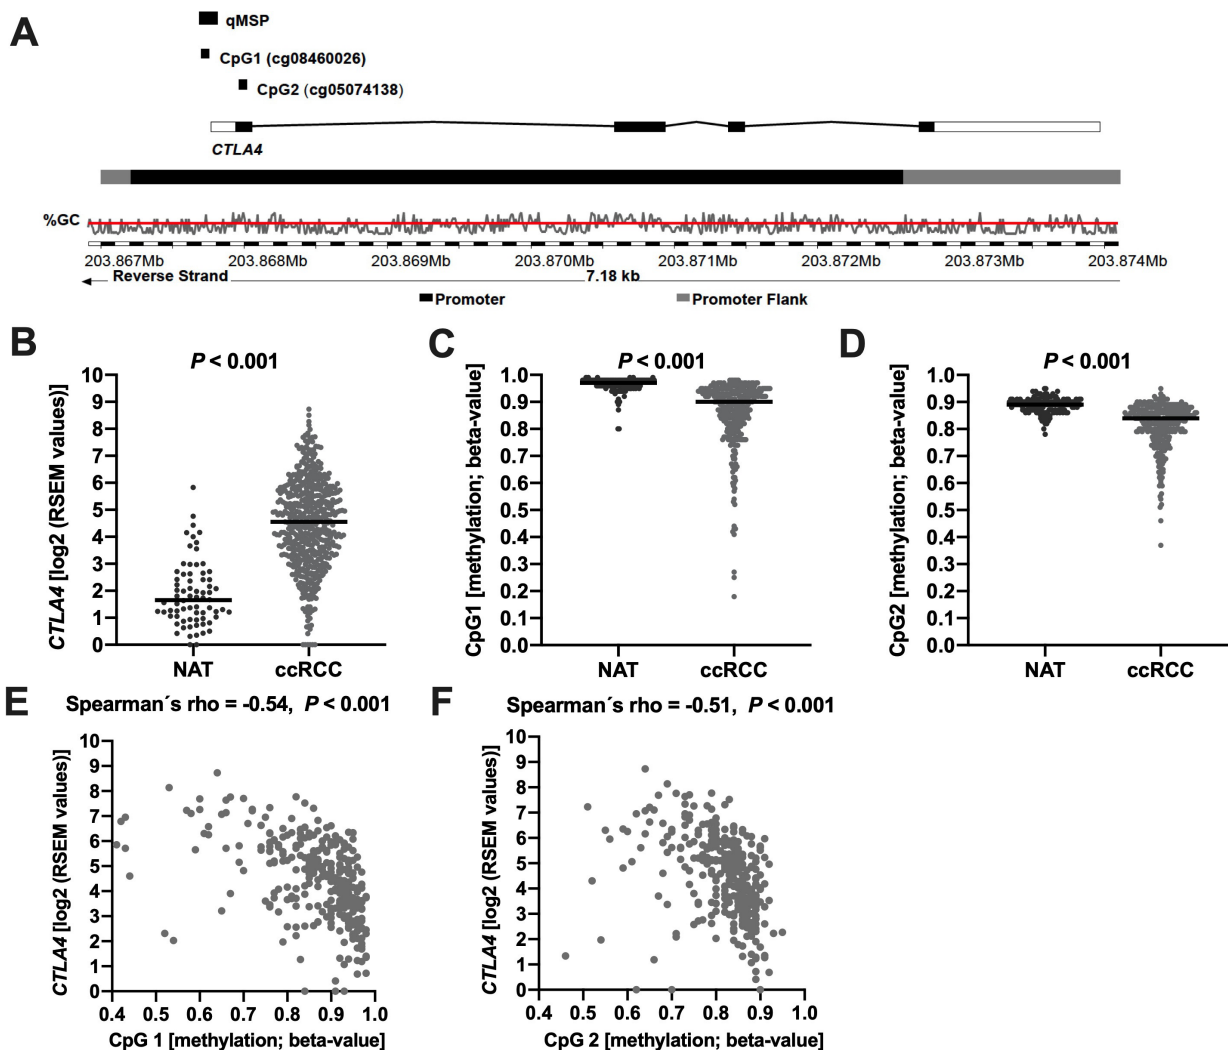 A
qMSP
CpG1 (cg08460026)
CpG2 (cg05074138)
CTLA4
%GC
203.867Mb 203.868Mb 203.869Mb 203.870Mb 203.871Mb 203.872Mb 203.873Mb 203.874Mb
Reverse Strand 7.18 kb
Promoter Promoter Flank
B
P < 0.001
CTLA4 [log2 (RSEM values)]
10
9
8
7
6
5
4
3
2
1
0
NAT ccRCC
C
P < 0.001
CpG1 [methylation; beta-value]
1.0
0.9
0.8
0.7
0.6
0.5
0.4
0.3
0.2
0.1
0.0
NAT ccRCC
D
P < 0.001
CpG2 [methylation; beta-value]
1.0
0.9
0.8
0.7
0.6
0.5
0.4
0.3
0.2
0.1
0.0
NAT ccRCC
E
Spearman´s rho = -0.54, P < 0.001
CTLA4 [log2 (RSEM values)]
10
9
8
7
6
5
4
3
2
1
0
0.4 0.5 0.6 0.7 0.8 0.9 1.0
CpG 1 [methylation; beta-value]
F
Spearman´s rho = -0.51, P < 0.001
CTLA4 [log2 (RSEM values)]
10
9
8
7
6
5
4
3
2
1
0
0.4 0.5 0.6 0.7 0.8 0.9 1.0
CpG 2 [methylation; beta-value]